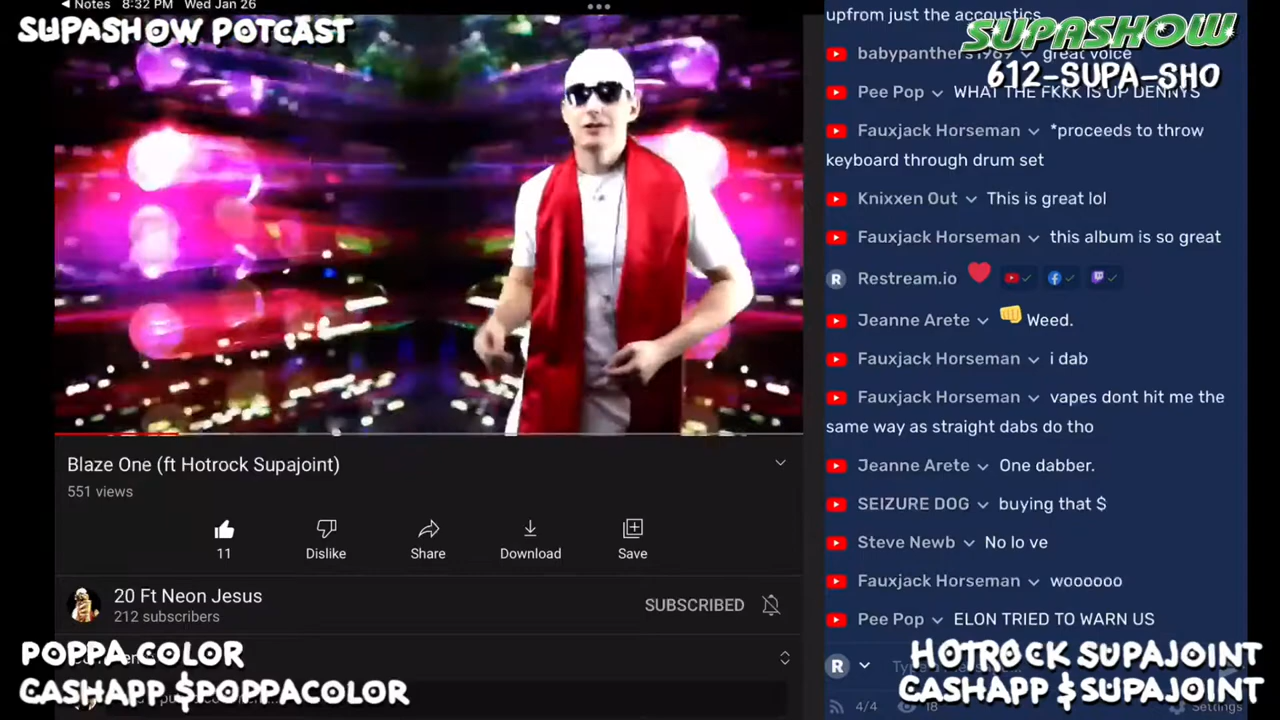 Notes 8:32 PM Wed Jan 26
SUPASHOW POTCAST
Blaze One (ft Hotrock Supajoint)
551 views
11 Dislike Share Download Save
20 Ft Neon Jesus
212 subscribers
SUBSCRIBED
POPPA COLOR
CASHAPP $POPPACOLOR
upfrom just the accoustics
SUPASHOW
612-SUPA-SHO
babypanthers1969 great voice
Pee Pop WHAT THE FKKK IS UP DENNYS
Fauxjack Horseman *proceeds to throw
keyboard through drum set
Knixxen Out This is great lol
Fauxjack Horseman this album is so great
R Restream.io
Jeanne Arete Weed.
Fauxjack Horseman i dab
Fauxjack Horseman vapes dont hit me the
same way as straight dabs do tho
Jeanne Arete One dabber.
SEIZURE DOG buying that $
Steve Newb No lo ve
Fauxjack Horseman woooooo
Pee Pop ELON TRIED TO WARN US
R
HOTROCK SUPAJOINT
CASHAPP $SUPAJOINT
4/4 18 Settings